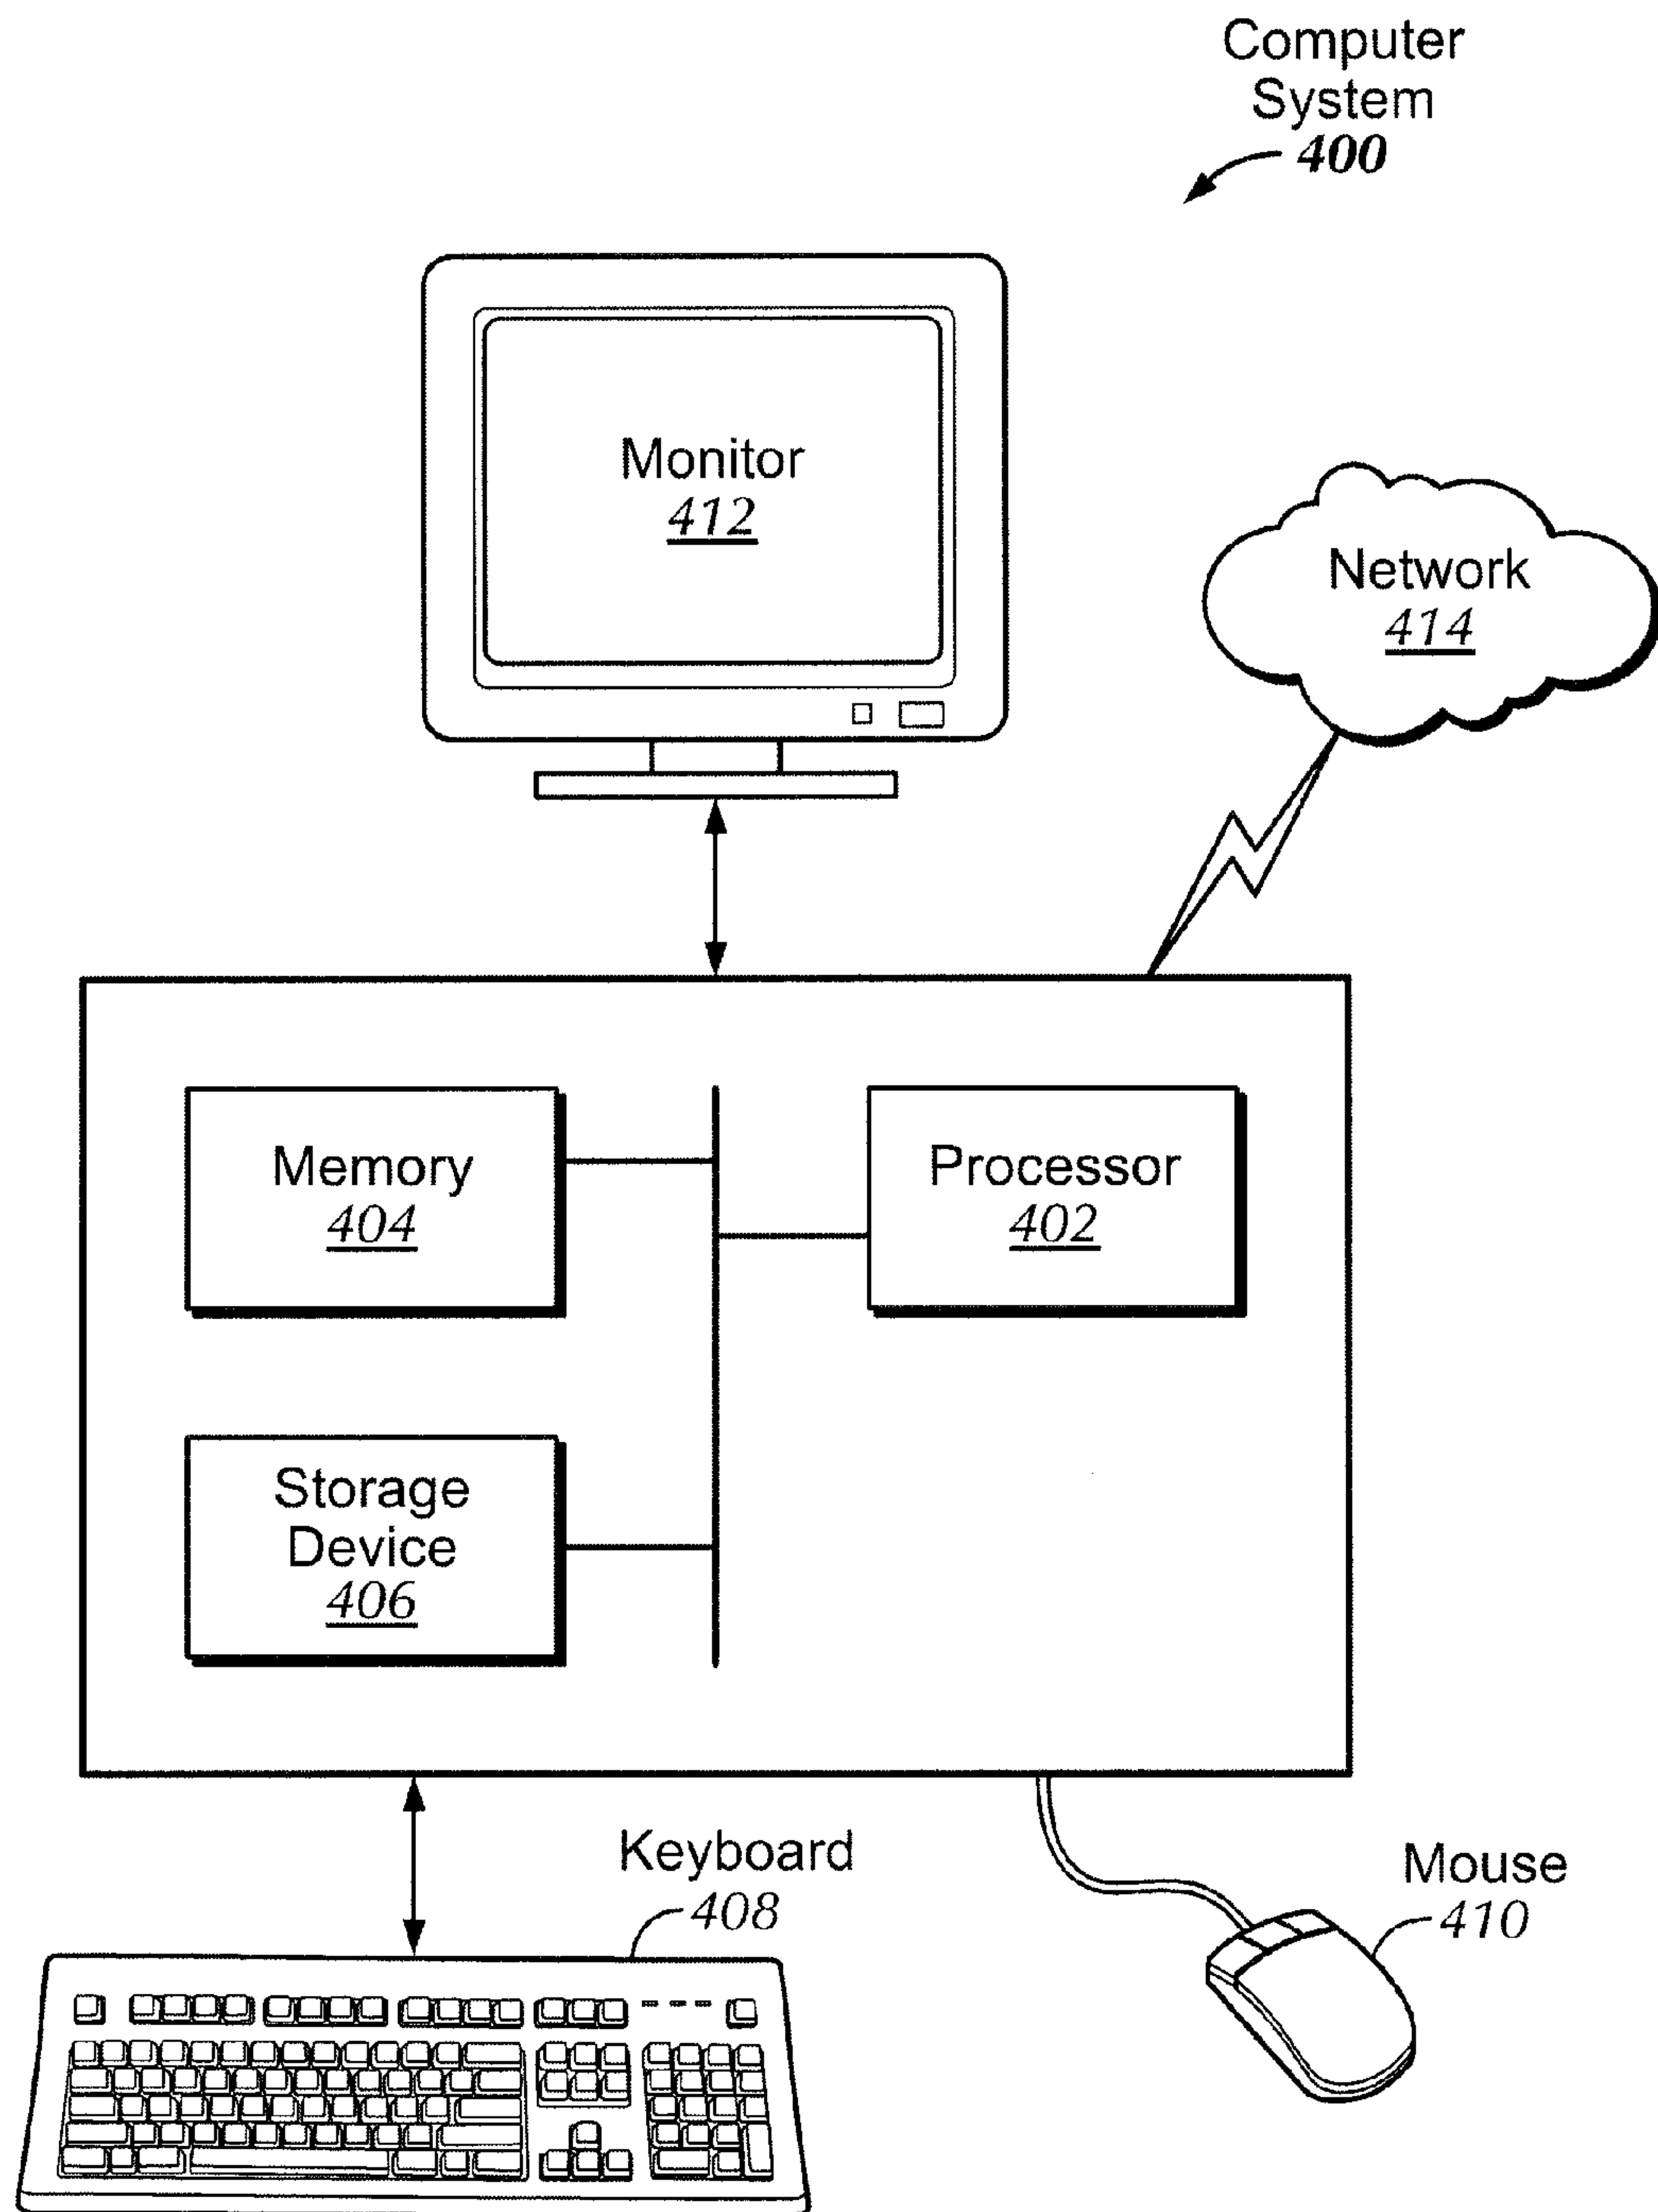 Computer
System
400
Monitor
412
Network
414
Memory
404
Processor
402
Storage
Device
406
Keyboard
408
Mouse
410